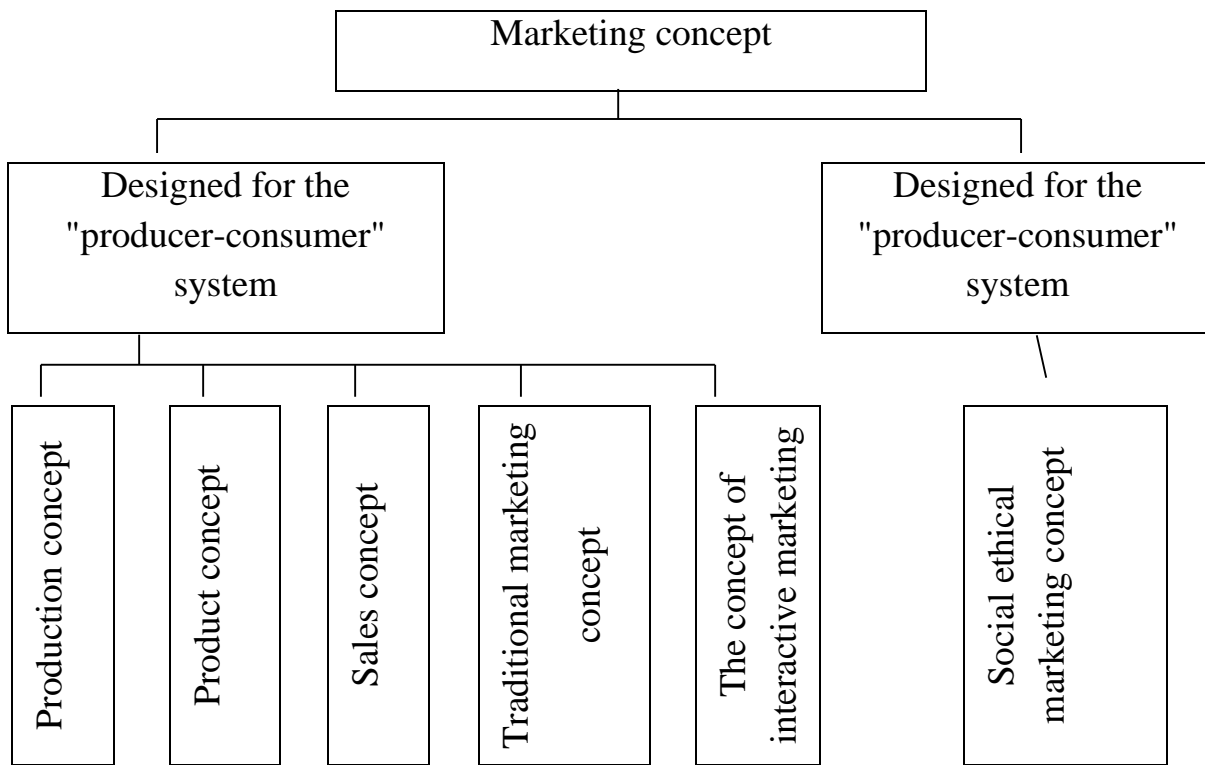 Marketing concept
Designed for the
"producer-consumer"
system
Designed for the
"producer-consumer"
system
Production concept
Product concept
Sales concept
Traditional marketing
concept
The concept of
interactive marketing
Social ethical
marketing concept